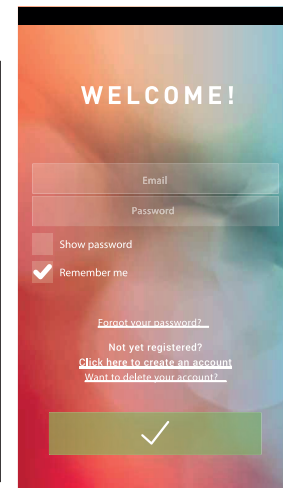 WELCOME!
Email
Password
Show password
Remember me
Forgot your password?
Not yet registered?
Click here to create an account
Want to delete your account?